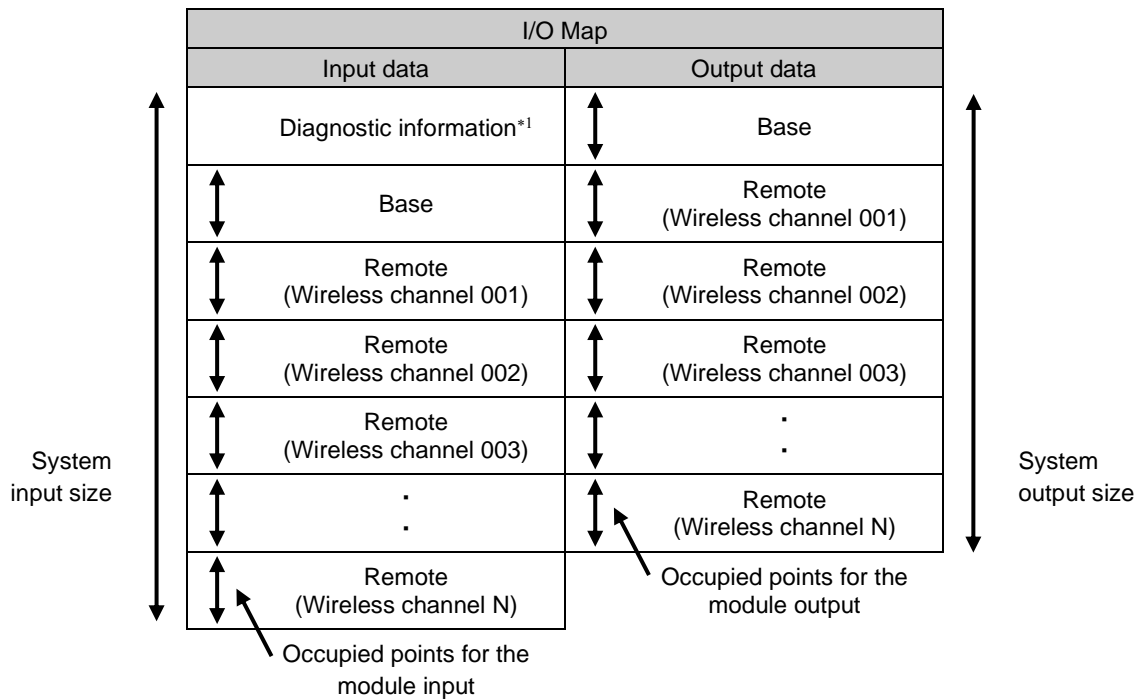 I/O Map
Input data
Output data
Diagnostic information*1
Base
Base
Remote
(Wireless channel 001)
Remote
(Wireless channel 001)
Remote
(Wireless channel 002)
Remote
(Wireless channel 002)
Remote
(Wireless channel 003)
Remote
(Wireless channel 003)
・
・
System
input size
System
output size
・
・
Remote
(Wireless channel N)
Remote
(Wireless channel N)
Occupied points for the
module output
Occupied points for the
module input